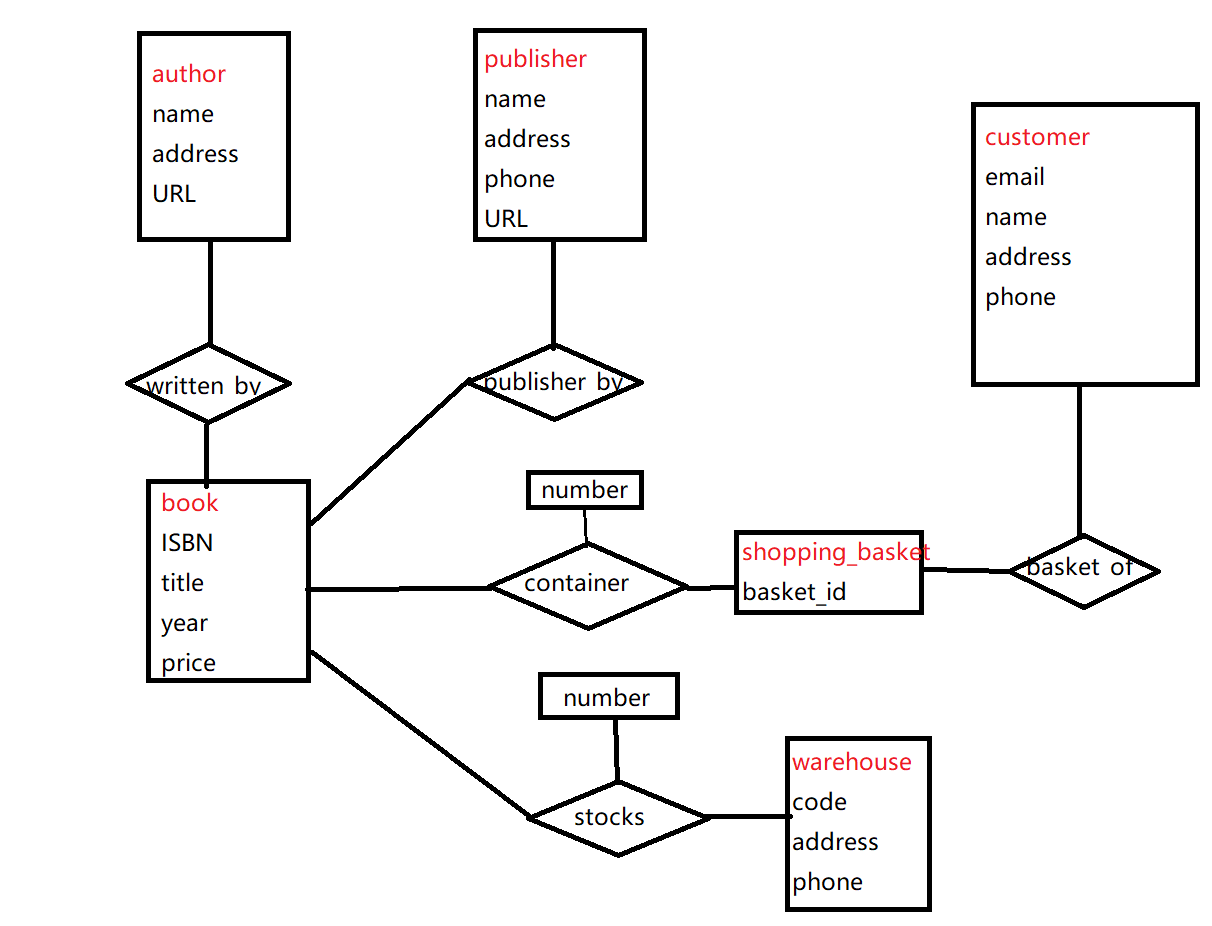 author
name
address
URL
publisher
name
address
phone
URL
customer
email
name
address
phone
written by
publisher by
book
ISBN
title
year
price
number
container
shopping_basket
basket_id
basket of
number
stocks
warehouse
code
address
phone